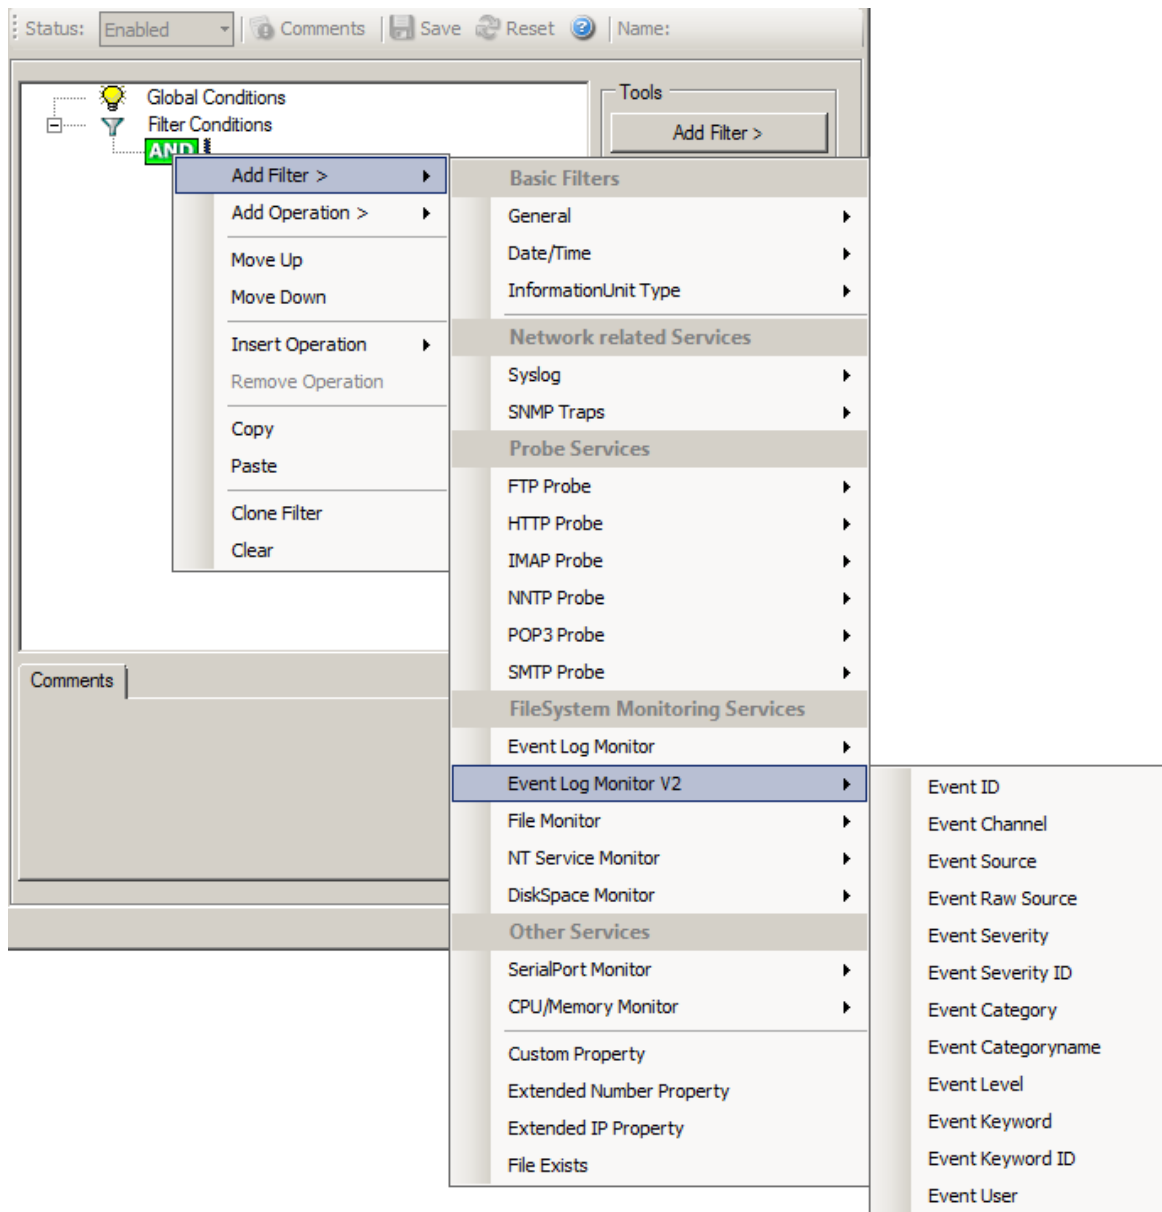 Status: Enabled Comments Save Reset Name:
Global Conditions
Filter Conditions
AND
Tools
Add Filter >
Add Filter >
Add Operation >
Move Up
Move Down
Insert Operation
Remove Operation
Copy
Paste
Clone Filter
Clear
Comments
Basic Filters
General
Date/Time
InformationUnit Type
Network related Services
Syslog
SNMP Traps
Probe Services
FTP Probe
HTTP Probe
IMAP Probe
NNTP Probe
POP3 Probe
SMTP Probe
FileSystem Monitoring Services
Event Log Monitor
Event Log Monitor V2
File Monitor
NT Service Monitor
DiskSpace Monitor
Other Services
SerialPort Monitor
CPU/Memory Monitor
Custom Property
Extended Number Property
Extended IP Property
File Exists
Event ID
Event Channel
Event Source
Event Raw Source
Event Severity
Event Severity ID
Event Category
Event Categoryname
Event Level
Event Keyword
Event Keyword ID
Event User